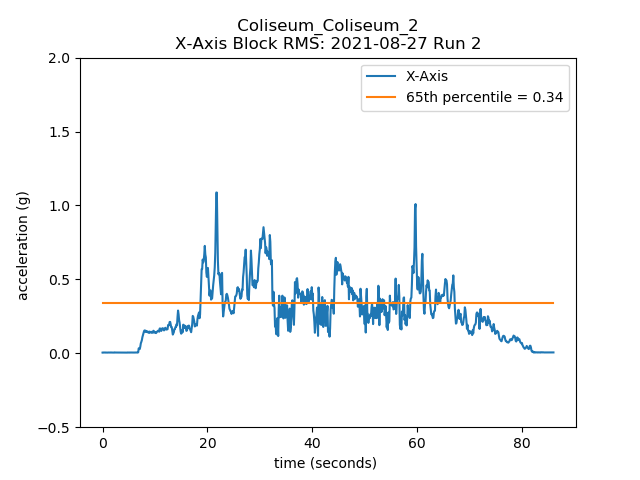 Coliseum_Coliseum_2
X-Axis Block RMS: 2021-08-27 Run 2
X-Axis
65th percentile = 0.34
acceleration (g)
2.0
1.5
1.0
0.5
0.0
−0.5
0 20 40 60 80
time (seconds)